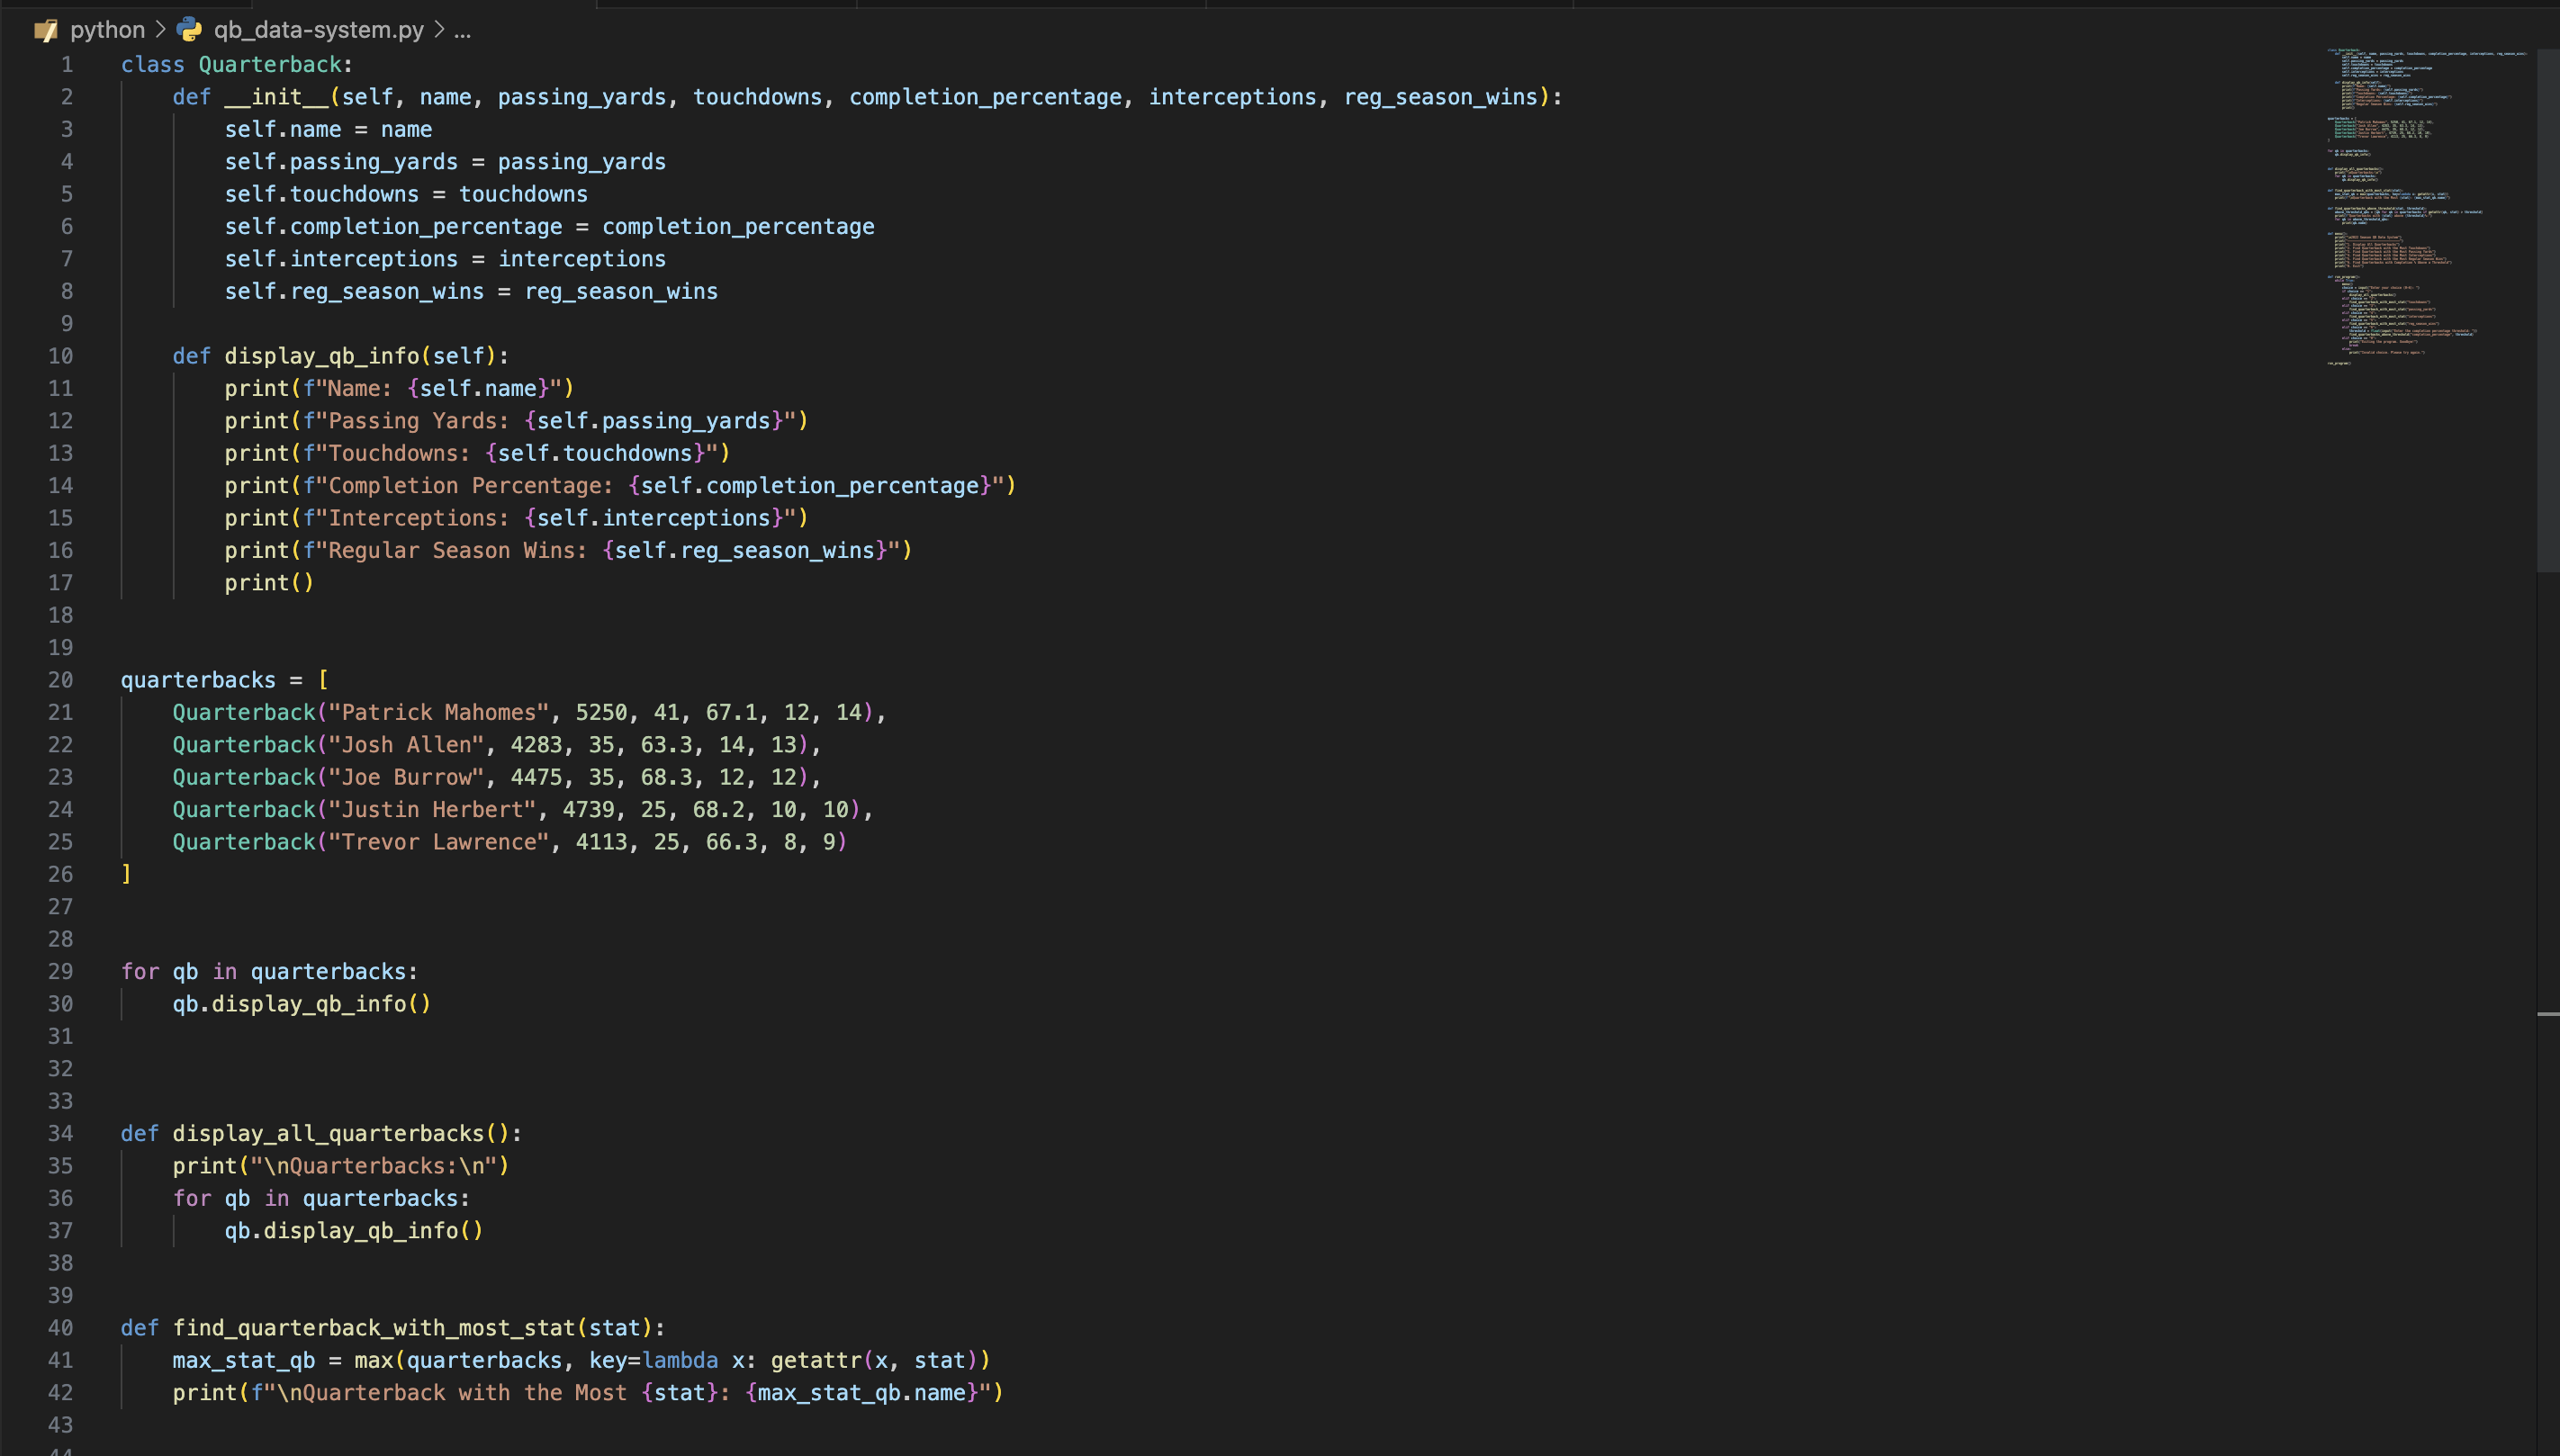 python > qb_data-system.py > ...
1 class Quarterback:
2     def __init__(self, name, passing_yards, touchdowns, completion_percentage, interceptions, reg_season_wins):
3         self.name = name
4         self.passing_yards = passing_yards
5         self.touchdowns = touchdowns
6         self.completion_percentage = completion_percentage
7         self.interceptions = interceptions
8         self.reg_season_wins = reg_season_wins
9
10     def display_qb_info(self):
11         print(f"Name: {self.name}")
12         print(f"Passing Yards: {self.passing_yards}")
13         print(f"Touchdowns: {self.touchdowns}")
14         print(f"Completion Percentage: {self.completion_percentage}")
15         print(f"Interceptions: {self.interceptions}")
16         print(f"Regular Season Wins: {self.reg_season_wins}")
17         print()
18
19
20 quarterbacks = [
21     Quarterback("Patrick Mahomes", 5250, 41, 67.1, 12, 14),
22     Quarterback("Josh Allen", 4283, 35, 63.3, 14, 13),
23     Quarterback("Joe Burrow", 4475, 35, 68.3, 12, 12),
24     Quarterback("Justin Herbert", 4739, 25, 68.2, 10, 10),
25     Quarterback("Trevor Lawrence", 4113, 25, 66.3, 8, 9)
26 ]
27
28
29 for qb in quarterbacks:
30     qb.display_qb_info()
31
32
33
34 def display_all_quarterbacks():
35     print("\nQuarterbacks:\n")
36     for qb in quarterbacks:
37         qb.display_qb_info()
38
39
40 def find_quarterback_with_most_stat(stat):
41     max_stat_qb = max(quarterbacks, key=lambda x: getattr(x, stat))
42     print(f"\nQuarterback with the Most {stat}: {max_stat_qb.name}")
43
44